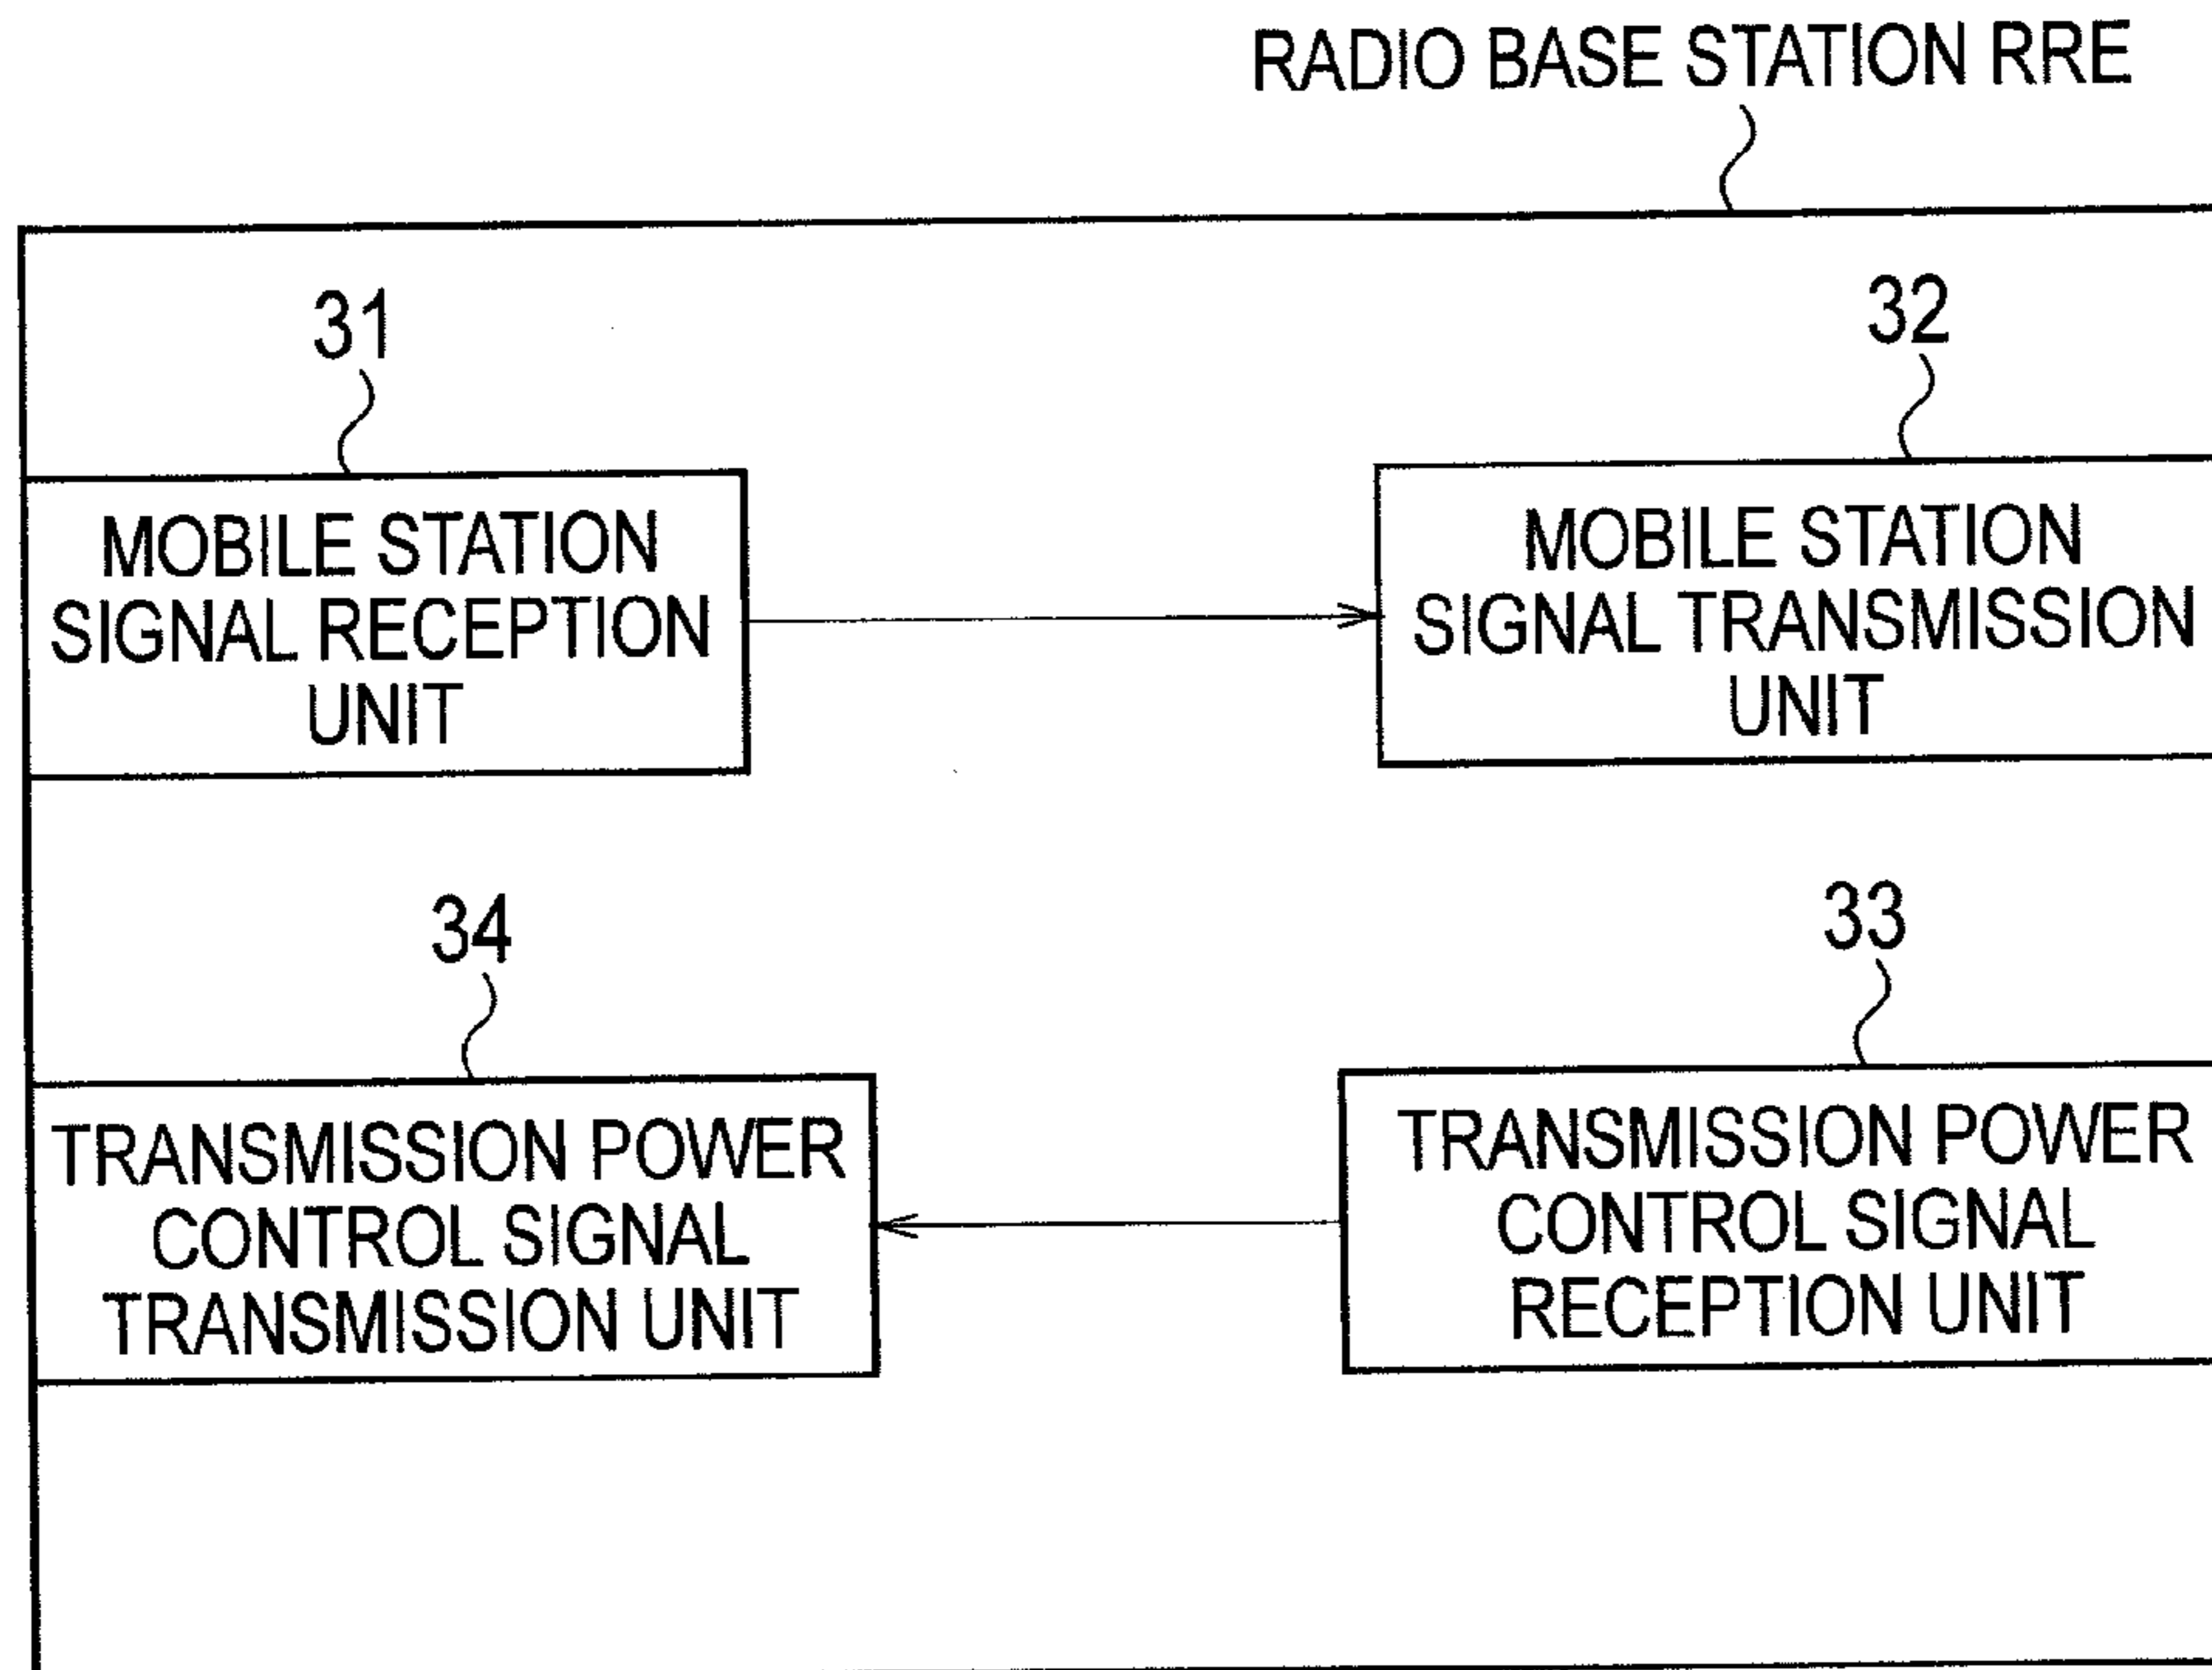 RADIO BASE STATION RRE
31
32
MOBILE STATION
SIGNAL RECEPTION
UNIT
MOBILE STATION
SIGNAL TRANSMISSION
UNIT
34
33
TRANSMISSION POWER
CONTROL SIGNAL
TRANSMISSION UNIT
TRANSMISSION POWER
CONTROL SIGNAL
RECEPTION UNIT